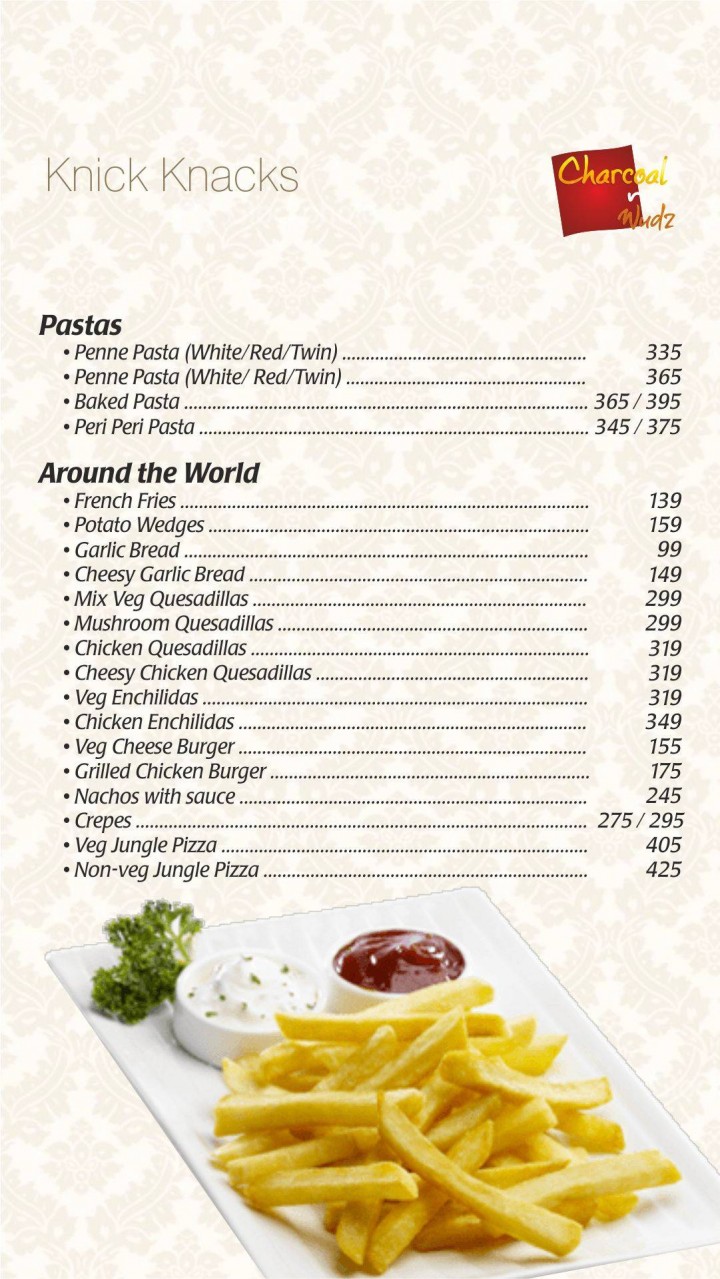 Knick Knacks
Charcoal
n
Wudz
Pastas
• Penne Pasta (White/Red/Twin) ........ 335
• Penne Pasta (White/ Red/Twin) ........ 365
• Baked Pasta ........ 365 / 395
• Peri Peri Pasta ........ 345 / 375
Around the World
• French Fries ........ 139
• Potato Wedges ........ 159
• Garlic Bread ........ 99
• Cheesy Garlic Bread ........ 149
• Mix Veg Quesadillas ........ 299
• Mushroom Quesadillas ........ 299
• Chicken Quesadillas ........ 319
• Cheesy Chicken Quesadillas ........ 319
• Veg Enchilidas ........ 319
• Chicken Enchilidas ........ 349
• Veg Cheese Burger ........ 155
• Grilled Chicken Burger ........ 175
• Nachos with sauce ........ 245
• Crepes ........ 275 / 295
• Veg Jungle Pizza ........ 405
• Non-veg Jungle Pizza ........ 425